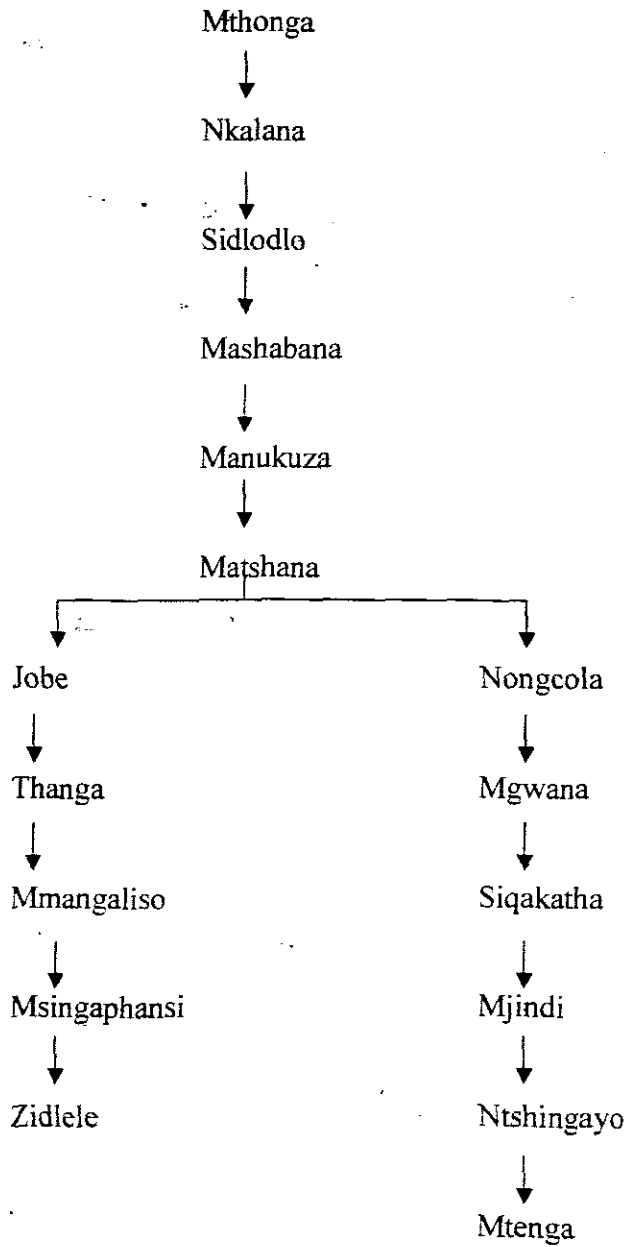 Mthonga
Nkalana
Sidlodlo
Mashabana
Manukuza
Matshana
Jobe Nongcola
Thanga Mgwana
Mmangaliso Siqakatha
Msingaphansi Mjindi
Zidlele Ntshingayo
Mtenga